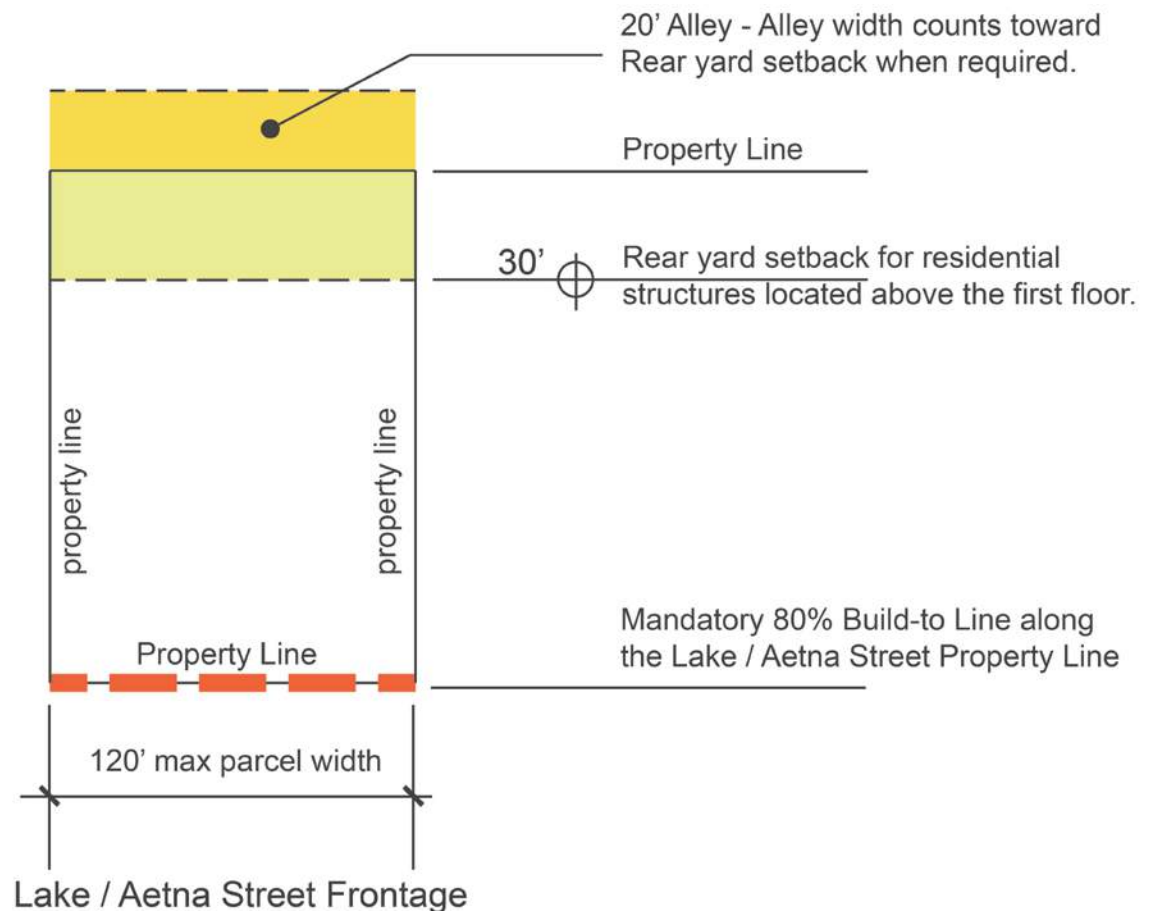 20’ Alley - Alley width counts toward
Rear yard setback when required.
Property Line
30’
Rear yard setback for residential
structures located above the first floor.
property line
property line
Mandatory 80% Build-to Line along
the Lake / Aetna Street Property Line
Property Line
120’ max parcel width
Lake / Aetna Street Frontage